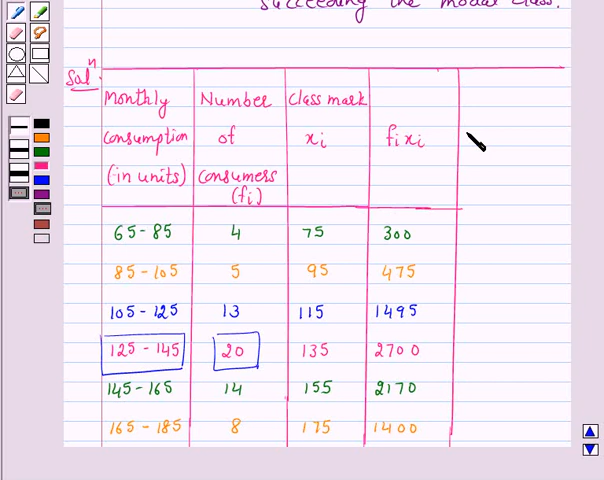 Succeeding the modal class.
Solⁿ.
Monthly consumption (in units) Number of consumers (fi) Class mark xi fi xi
65-85 4 75 300
85-105 5 95 475
105-125 13 115 1495
125-145 20 135 2700
145-165 14 155 2170
165-185 8 175 1400